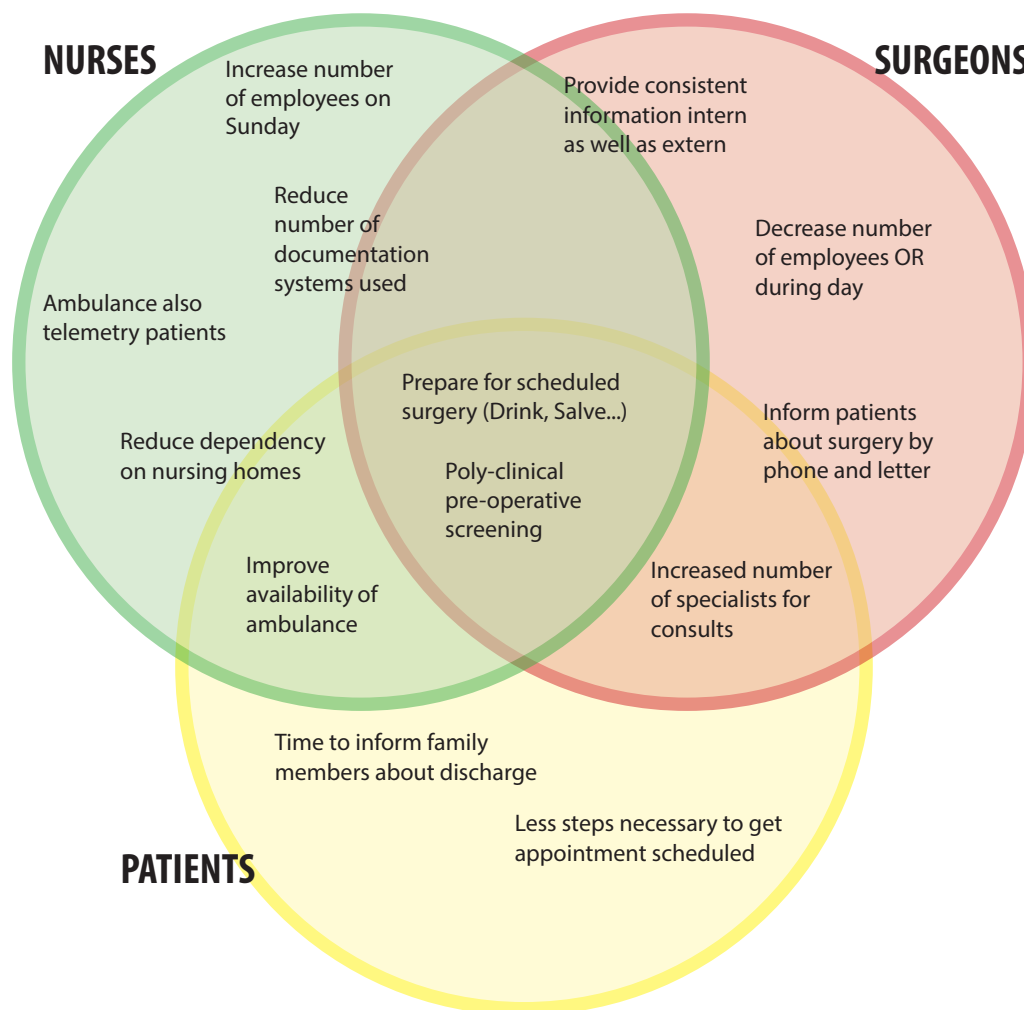 NURSES
SURGEONS
Increase number
of employees on
Sunday
Provide consistent
information intern
as well as extern
Reduce
number of
documentation
systems used
Decrease number
of employees OR
during day
Ambulance also
telemetry patients
Prepare for scheduled
surgery (Drink, Salve...)
Inform patients
about surgery by
phone and letter
Reduce dependency
on nursing homes
Poly-clinical
pre-operative
screening
Improve
availability of
ambulance
Increased number
of specialists for
consults
Time to inform family
members about discharge
Less steps necessary to get
appointment scheduled
PATIENTS